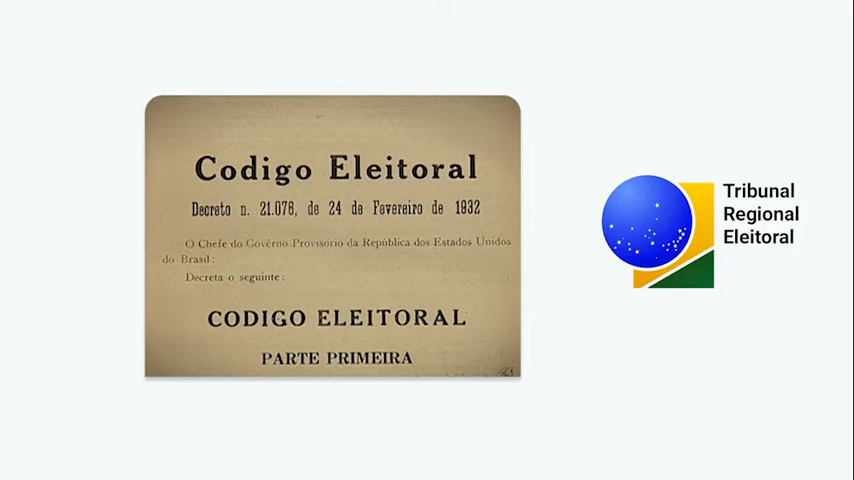 Codigo Eleitoral
Decreto n. 21.076, de 24 de Fevereiro de 1932
O Chefe do Govêrno Provisorio da República dos Estados Unidos
do Brasil:
Decreta o seguinte:
CODIGO ELEITORAL
PARTE PRIMEIRA
Tribunal
Regional
Eleitoral